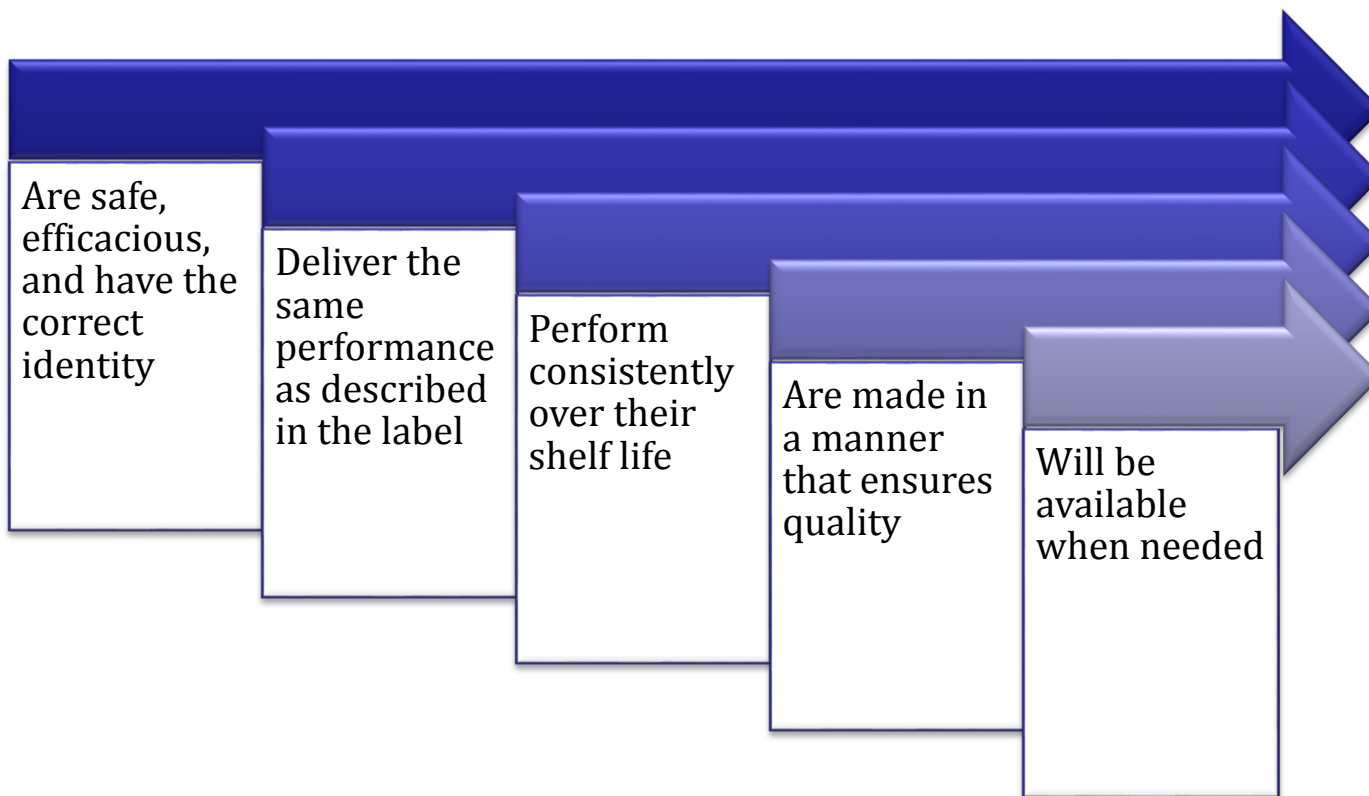 Are safe,
efficacious,
and have the
correct
identity
Deliver the
same
performance
as described
in the label
Perform
consistently
over their
shelf life
Are made in
a manner
that ensures
quality
Will be
available
when needed